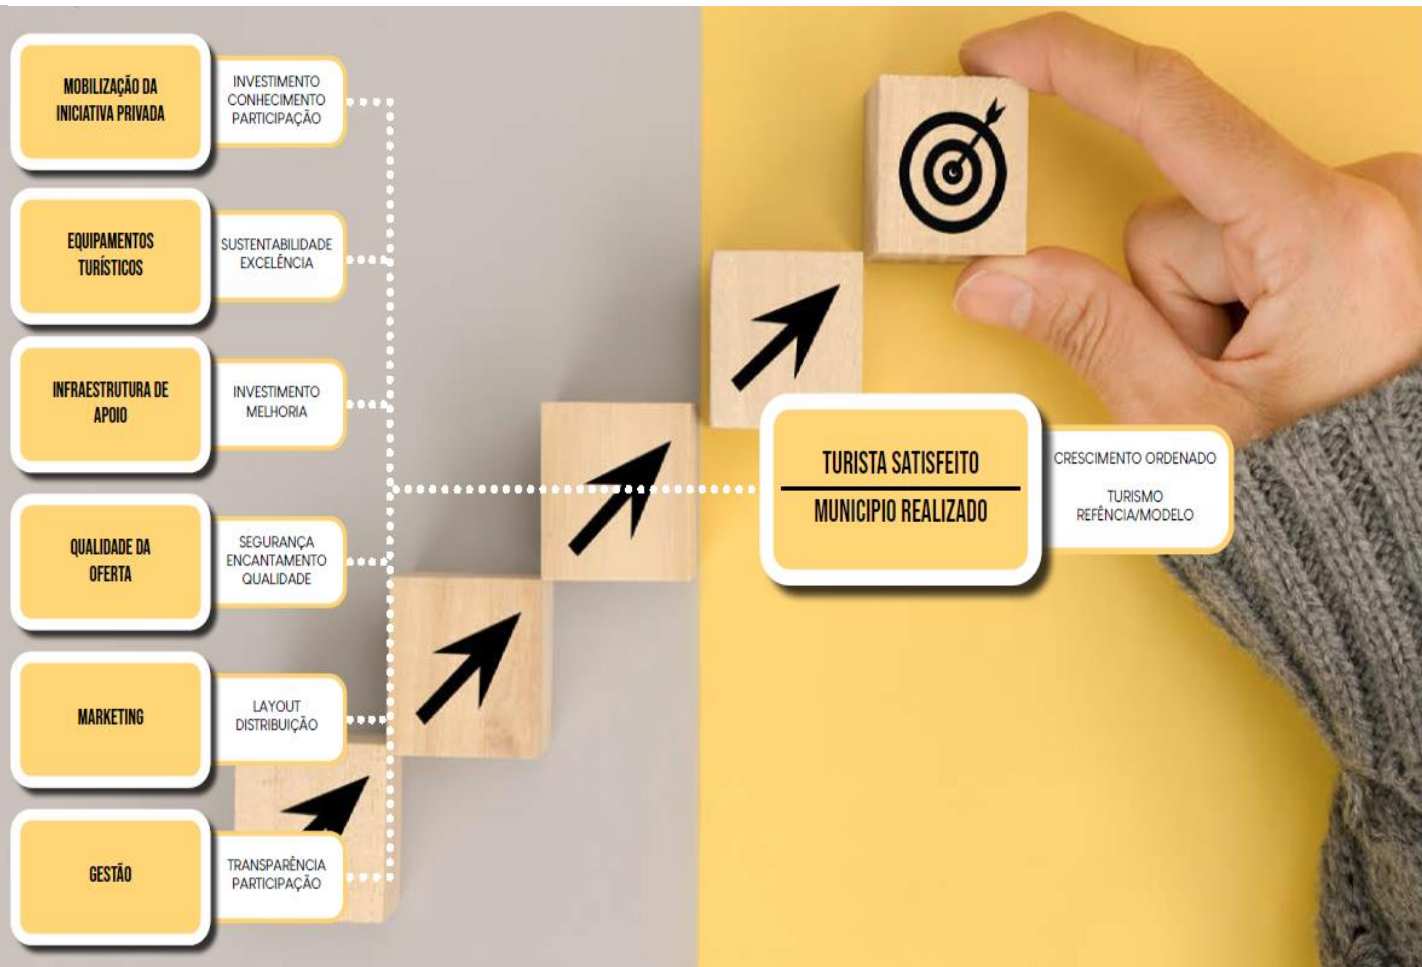 MOBILIZAÇÃO DA
INICIATIVA PRIVADA
INVESTIMENTO
CONHECIMENTO
PARTICIPAÇÃO
EQUIPAMENTOS
TURÍSTICOS
SUSTENTABILIDADE
EXCELÊNCIA
INFRAESTRUTURA DE
APOIO
INVESTIMENTO
MELHORIA
QUALIDADE DA
OFERTA
SEGURANÇA
ENCANTAMENTO
QUALIDADE
MARKETING
LAYOUT
DISTRIBUIÇÃO
GESTÃO
TRANSPARÊNCIA
PARTICIPAÇÃO
TURISTA SATISFEITO
MUNICIPIO REALIZADO
CRESCIMENTO ORDENADO
TURISMO
REFÊNCIA/MODELO